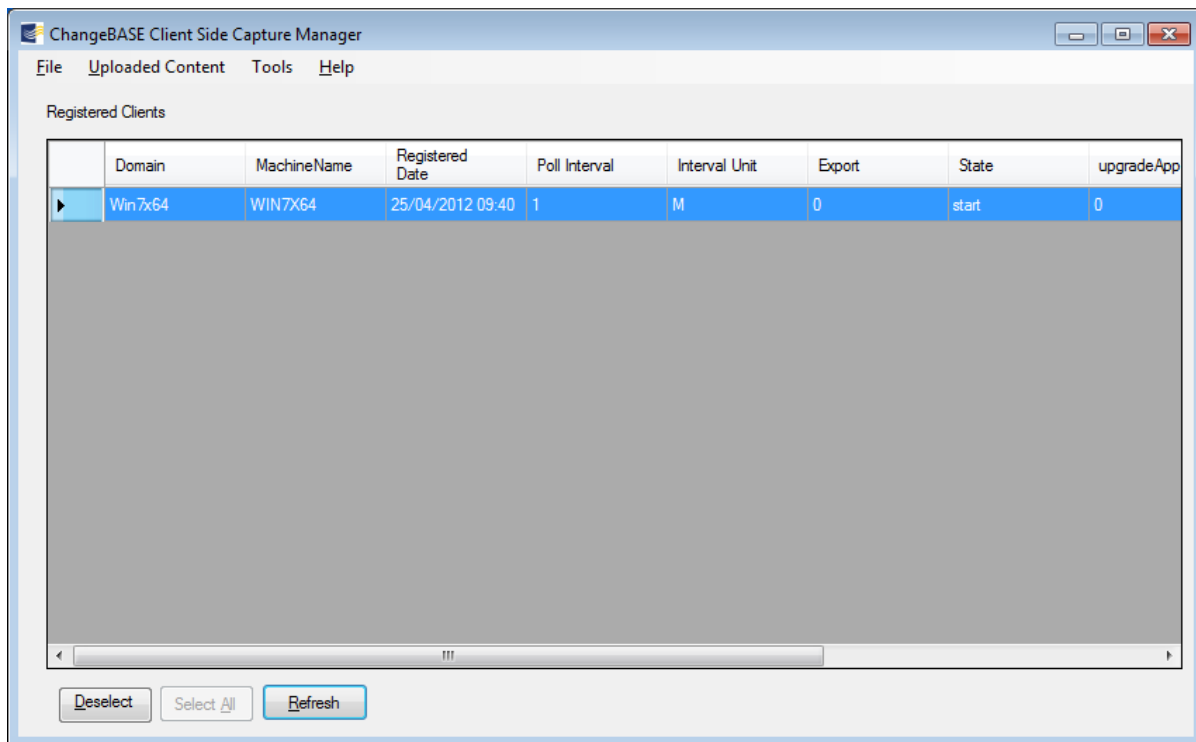 ChangeBASE Client Side Capture Manager
File Uploaded Content Tools Help
Registered Clients
Domain MachineName Registered Date Poll Interval Interval Unit Export State upgradeApp
Win7x64 WIN7X64 25/04/2012 09:40 1 M 0 start 0
Deselect Select All Refresh